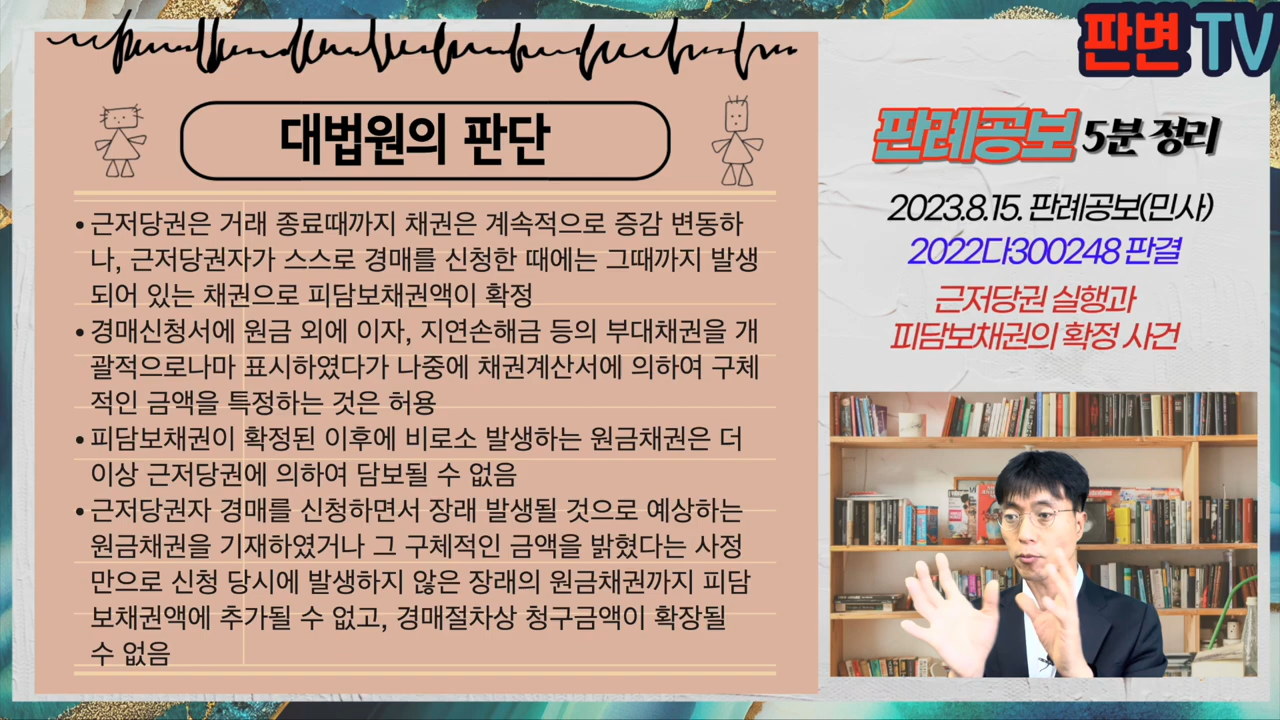 판변 TV
대법원의 판단
• 근저당권은 거래 종료때까지 채권은 계속적으로 증감 변동하
나, 근저당권자가 스스로 경매를 신청한 때에는 그때까지 발생
되어 있는 채권으로 피담보채권액이 확정
• 경매신청서에 원금 외에 이자, 지연손해금 등의 부대채권을 개
괄적으로나마 표시하였다가 나중에 채권계산서에 의하여 구체
적인 금액을 특정하는 것은 허용
• 피담보채권이 확정된 이후에 비로소 발생하는 원금채권은 더
이상 근저당권에 의하여 담보될 수 없음
• 근저당권자 경매를 신청하면서 장래 발생될 것으로 예상하는
원금채권을 기재하였거나 그 구체적인 금액을 밝혔다는 사정
만으로 신청 당시에 발생하지 않은 장래의 원금채권까지 피담
보채권액에 추가될 수 없고, 경매절차상 청구금액이 확장될
수 없음
판례공보 5분 정리
2023.8.15. 판례공보(민사)
2022다300248 판결
근저당권 실행과
피담보채권의 확정 사건